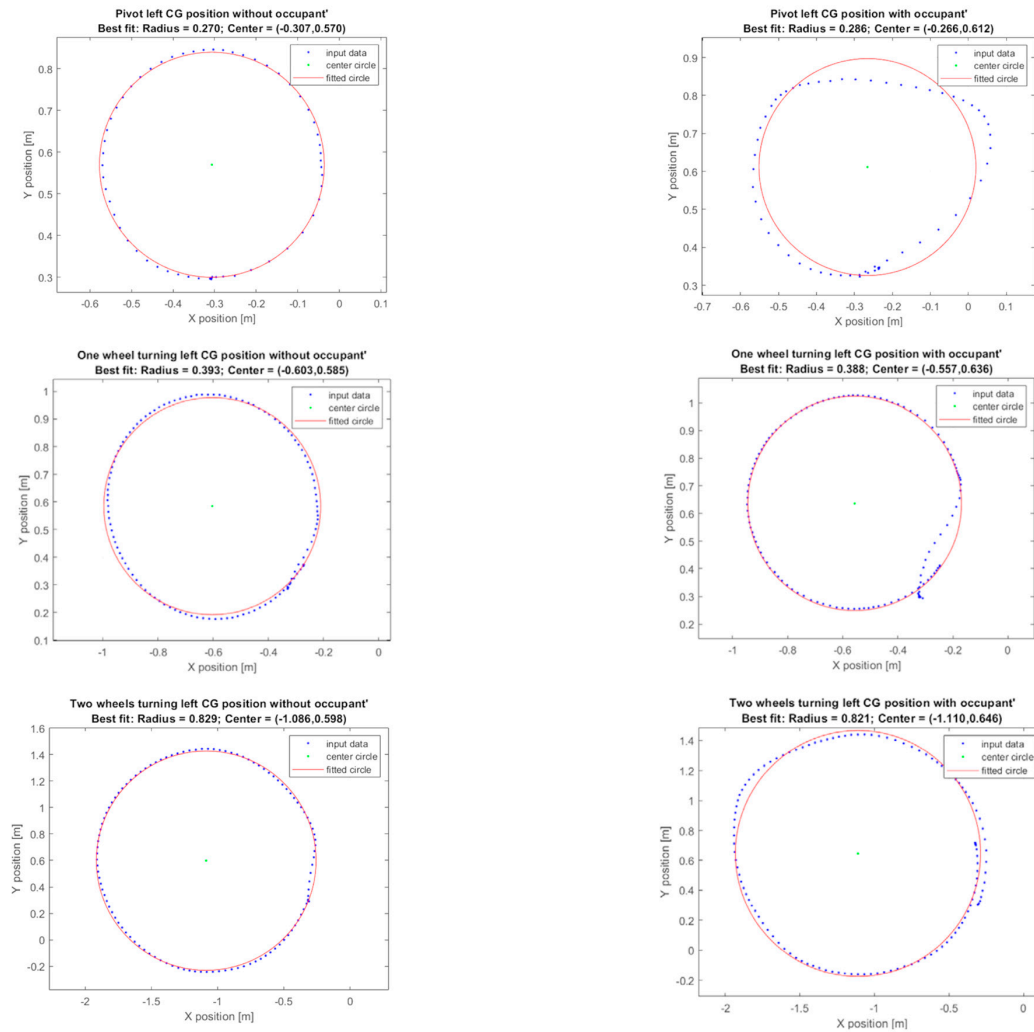 Pivot left CG position without occupant'
Best fit: Radius = 0.270; Center = (-0.307,0.570)
input data
center circle
fitted circle
0.8
0.7
0.6
0.5
0.4
0.3
Y position [m]
-0.6 -0.5 -0.4 -0.3 -0.2 -0.1 0 0.1
X position [m]
Pivot left CG position with occupant'
Best fit: Radius = 0.286; Center = (-0.266,0.612)
input data
center circle
fitted circle
0.9
0.8
0.7
0.6
0.5
0.4
0.3
Y position [m]
-0.7 -0.6 -0.5 -0.4 -0.3 -0.2 -0.1 0 0.1
X position [m]
One wheel turning left CG position without occupant'
Best fit: Radius = 0.393; Center = (-0.603,0.585)
input data
center circle
fitted circle
1
0.9
0.8
0.7
0.6
0.5
0.4
0.3
0.2
0.1
Y position [m]
-1 -0.8 -0.6 -0.4 -0.2 0
X position [m]
One wheel turning left CG position with occupant'
Best fit: Radius = 0.388; Center = (-0.557,0.636)
input data
center circle
fitted circle
1
0.9
0.8
0.7
0.6
0.5
0.4
0.3
0.2
Y position [m]
-1 -0.8 -0.6 -0.4 -0.2 0
X position [m]
Two wheels turning left CG position without occupant'
Best fit: Radius = 0.829; Center = (-1.086,0.598)
input data
center circle
fitted circle
1.6
1.4
1.2
1
0.8
0.6
0.4
0.2
0
-0.2
Y position [m]
-2 -1.5 -1 -0.5 0
X position [m]
Two wheels turning left CG position with occupant'
Best fit: Radius = 0.821; Center = (-1.110,0.646)
input data
center circle
fitted circle
1.4
1.2
1
0.8
0.6
0.4
0.2
0
-0.2
Y position [m]
-2 -1.5 -1 -0.5 0
X position [m]